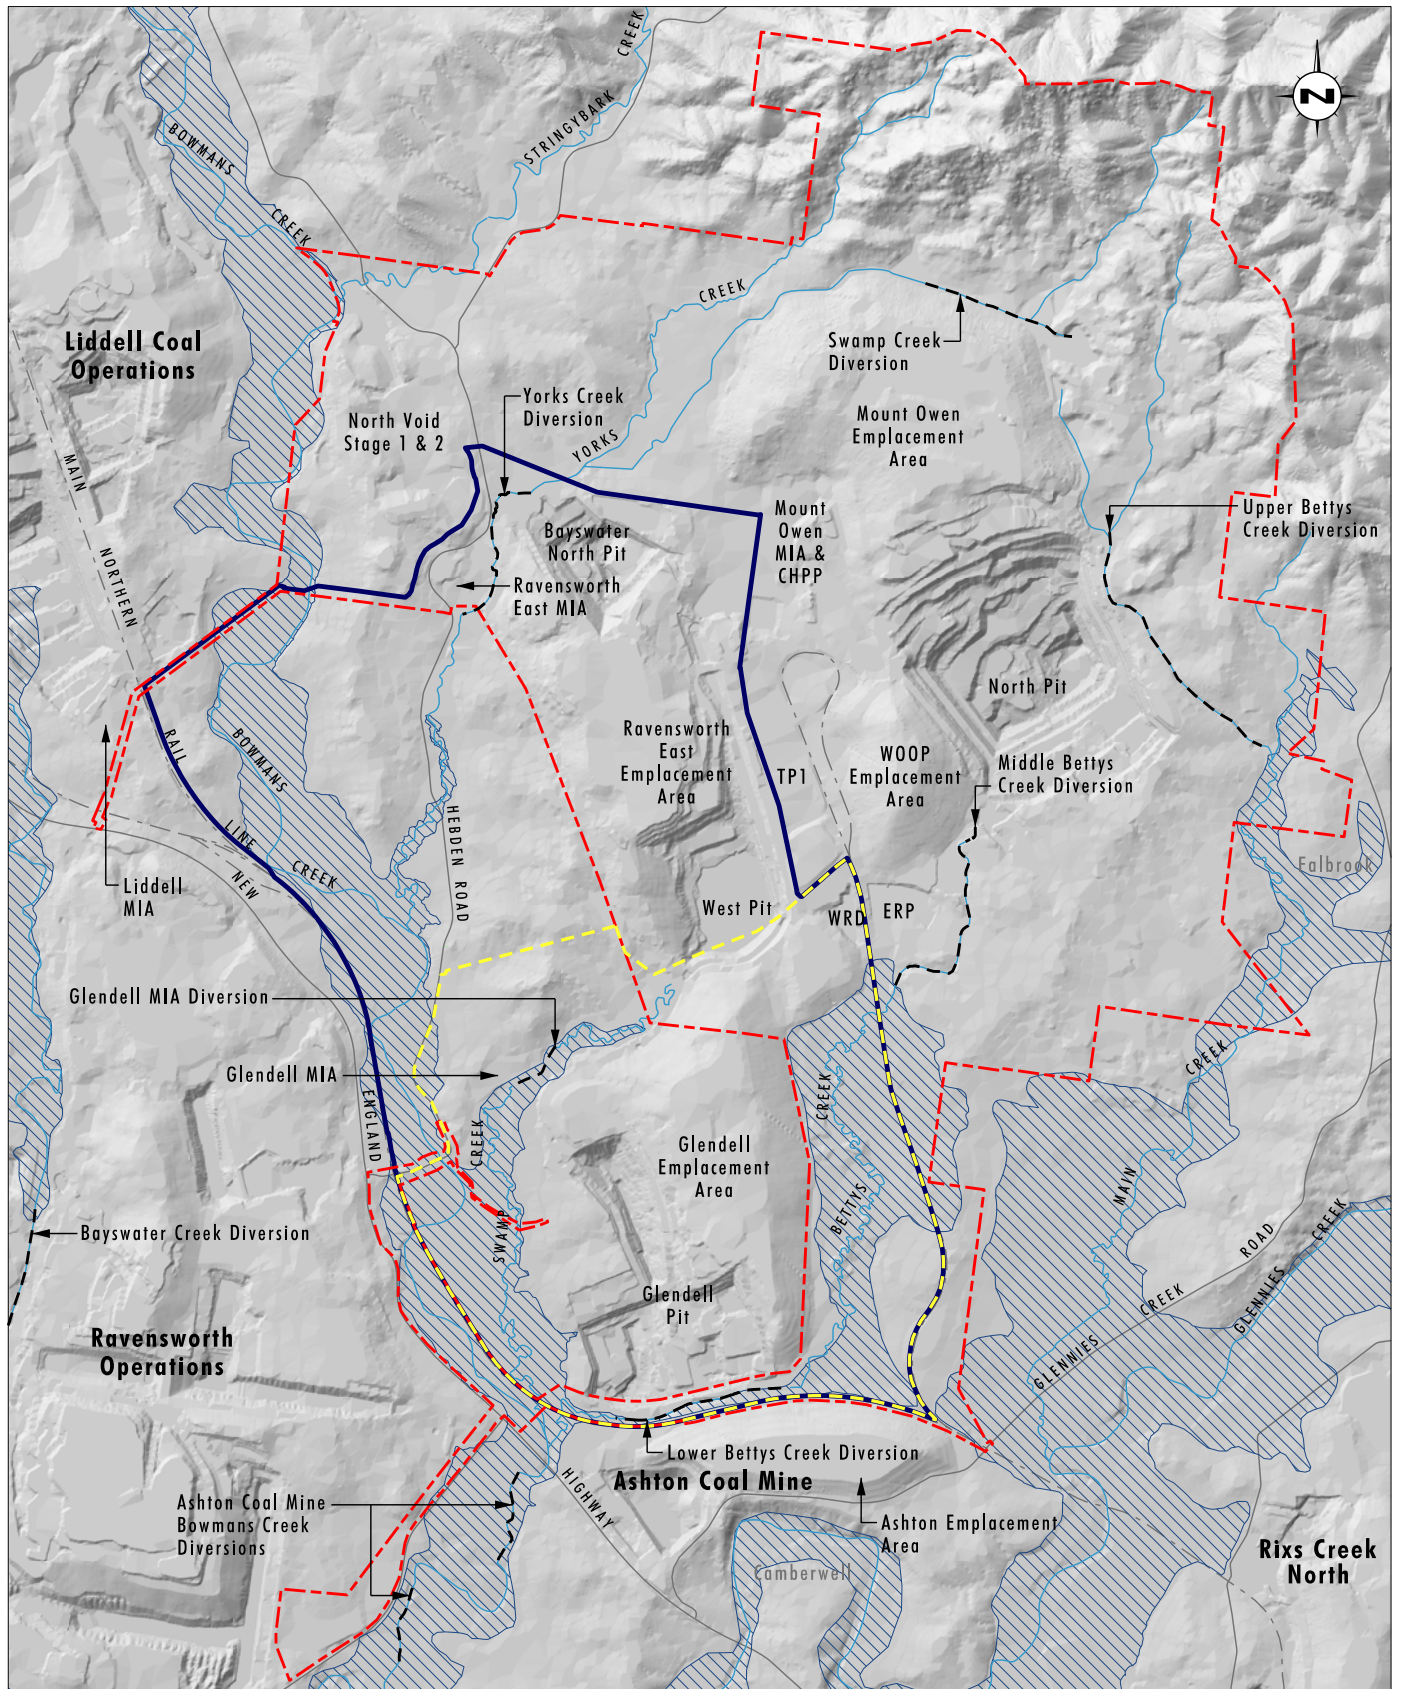 CREEK
STRINGYBARK
N
BOWMANS
CREEK
CREEK
Liddell Coal
Operations
Swamp Creek
Diversion
Yorks Creek
Diversion
North Void
Stage 1 & 2
Mount Owen
Emplacement
Area
YORKS
MAIN
NORTHERN
Mount
Owen
MIA &
CHPP
Upper Bettys
Creek Diversion
Bayswater
North Pit
Ravensworth
East MIA
North Pit
RAIL
LINE
BOWMANS
CREEK
Ravensworth
East
Emplacement
Area
TP1
WOOP
Emplacement
Area
Middle Bettys
Creek Diversion
HEBDEN ROAD
NEW
Liddell
MIA
Falbrook
West Pit
WRD
ERP
Glendell MIA Diversion
Glendell MIA
ENGLAND
CREEK
CREEK
CREEK
Glendell
Emplacement
Area
BETTYS
MAIN
SWAMP
Bayswater Creek Diversion
ROAD
CREEK
GLENNIES
CREEK
GLENNIES
Glendell
Pit
Ravensworth
Operations
Lower Bettys Creek Diversion
Ashton Coal Mine
HIGHWAY
Ashton Coal Mine
Bowmans Creek
Diversions
Ashton Emplacement
Area
Camberwell
Rixs Creek
North